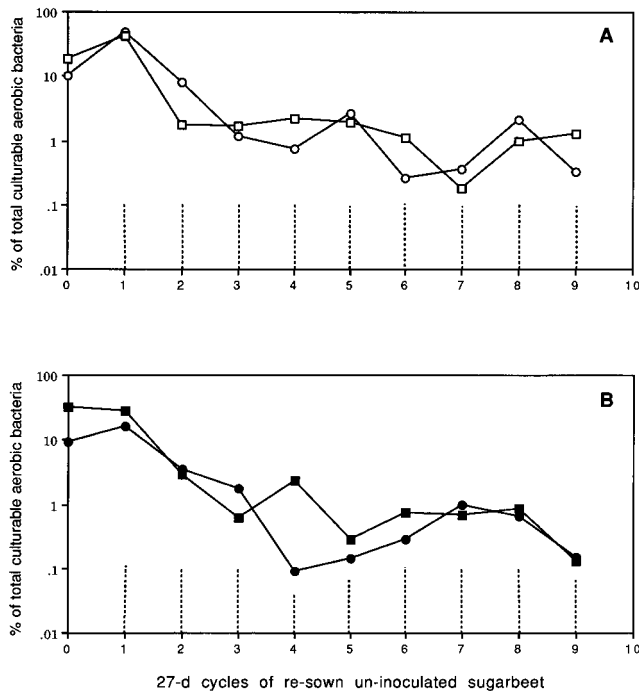 A
% of total culturable aerobic bacteria
100
10
1
.1
.01
0 1 2 3 4 5 6 7 8 9 10
B
% of total culturable aerobic bacteria
100
10
1
.1
.01
0 1 2 3 4 5 6 7 8 9 10
27-d cycles of re-sown un-inoculated sugarbeet